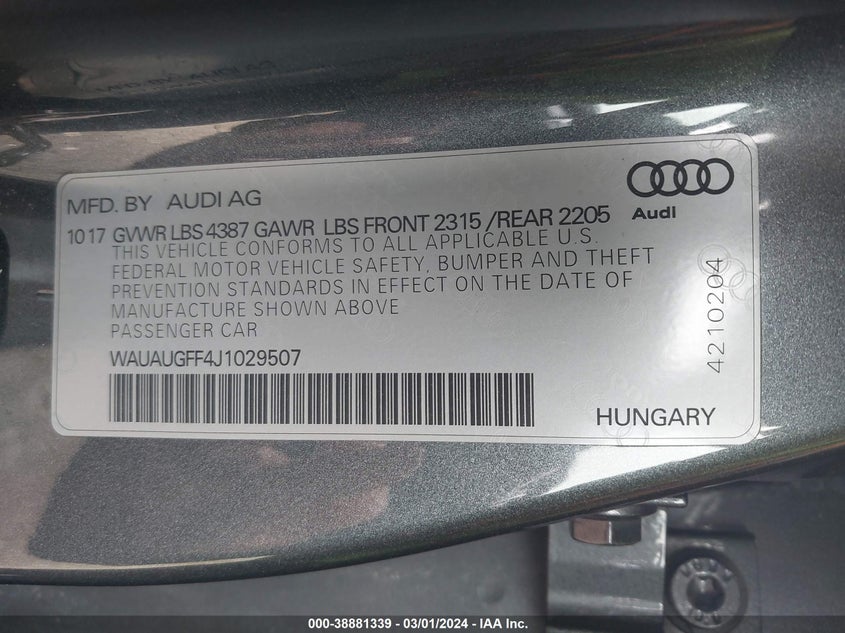 MFD. BY AUDI AG
Audi
10 17 GVWR LBS 4387 GAWR LBS FRONT 2315 /REAR 2205
THIS VEHICLE CONFORMS TO ALL APPLICABLE U.S.
FEDERAL MOTOR VEHICLE SAFETY, BUMPER AND THEFT
PREVENTION STANDARDS IN EFFECT ON THE DATE OF
MANUFACTURE SHOWN ABOVE
PASSENGER CAR
WAUAUGFF4J1029507
4210204
HUNGARY
000-38881339 / 03/01/2024 / IAA Inc.